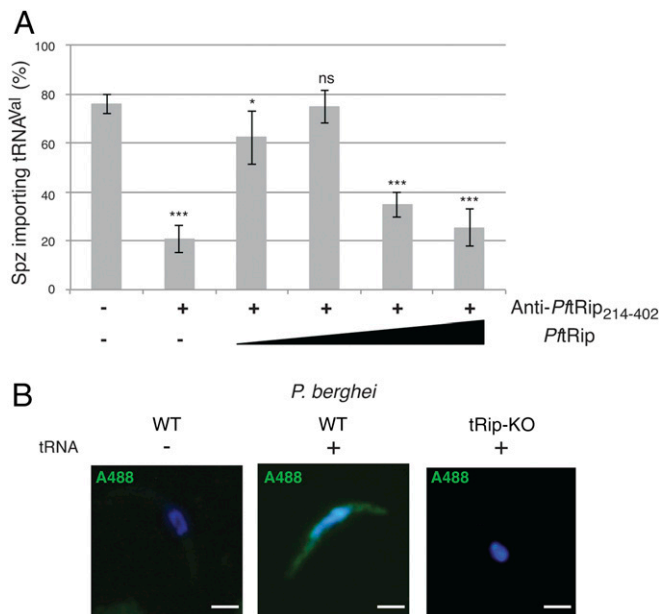 A
Spz importing tRNAVal (%)
100
80
60
40
20
0
***
*
ns
***
***
- + + + + + Anti-PftRip214-402
- - PftRip
B
P. berghei
WT WT tRip-KO
tRNA - + +
A488 A488 A488